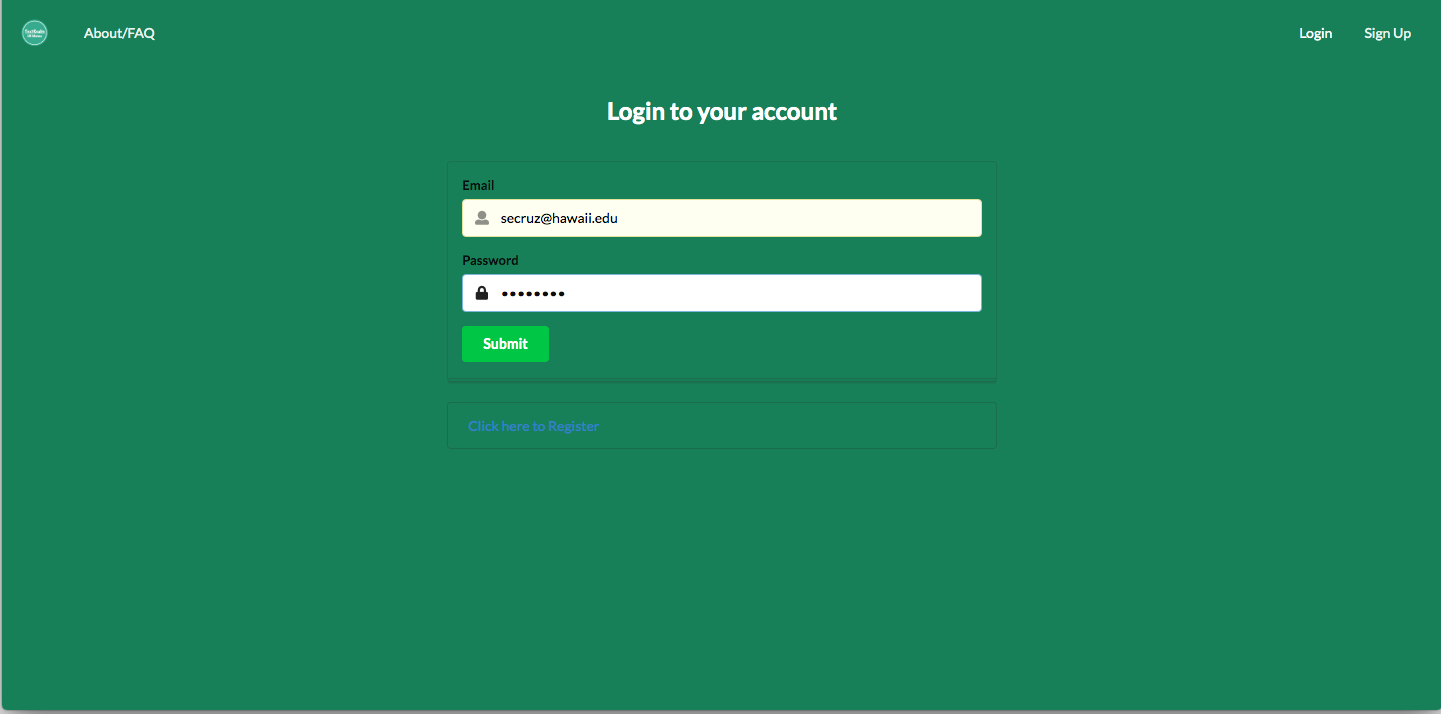 About/FAQ
Login
Sign Up
Login to your account
Email
secruz@hawaii.edu
Password
••••••••
Submit
Click here to Register